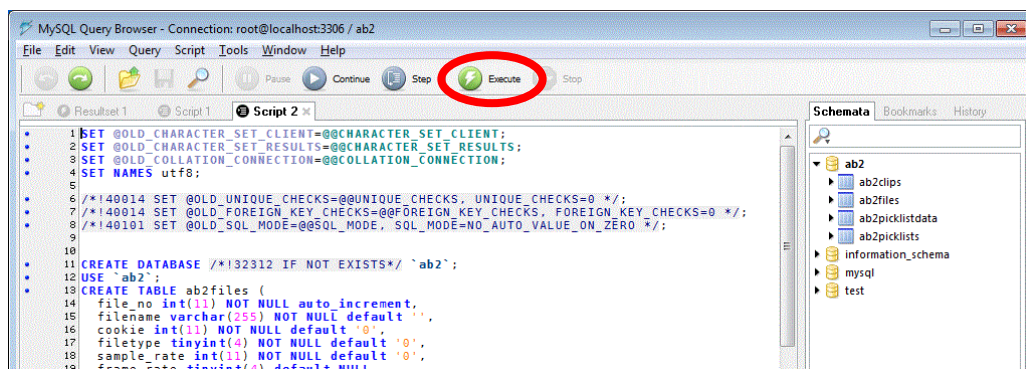 MySQL Query Browser - Connection: root@localhost:3306 / ab2
File Edit View Query Script Tools Window Help
Pause Continue Step Execute Stop
Resultset 1 Script 1 Script 2
Schemata Bookmarks History
1 SET @OLD_CHARACTER_SET_CLIENT=@@CHARACTER_SET_CLIENT;
2 SET @OLD_CHARACTER_SET_RESULTS=@@CHARACTER_SET_RESULTS;
3 SET @OLD_COLLATION_CONNECTION=@@COLLATION_CONNECTION;
4 SET NAMES utf8;
5
6 /*!40014 SET @OLD_UNIQUE_CHECKS=@@UNIQUE_CHECKS, UNIQUE_CHECKS=0 */;
7 /*!40014 SET @OLD_FOREIGN_KEY_CHECKS=@@FOREIGN_KEY_CHECKS, FOREIGN_KEY_CHECKS=0 */;
8 /*!40101 SET @OLD_SQL_MODE=@@SQL_MODE, SQL_MODE=NO_AUTO_VALUE_ON_ZERO */;
9
10
11 CREATE DATABASE /*!32312 IF NOT EXISTS*/ `ab2`;
12 USE `ab2`;
13 CREATE TABLE ab2files (
14 file_no int(11) NOT NULL auto_increment,
15 filename varchar(255) NOT NULL default '',
16 cookie int(11) NOT NULL default '0',
17 filetype tinyint(4) NOT NULL default '0',
18 sample_rate int(11) NOT NULL default '0',
19 frame_rate tinyint(4) default NULL
ab2
ab2clips
ab2files
ab2picklistdata
ab2picklists
information_schema
mysql
test